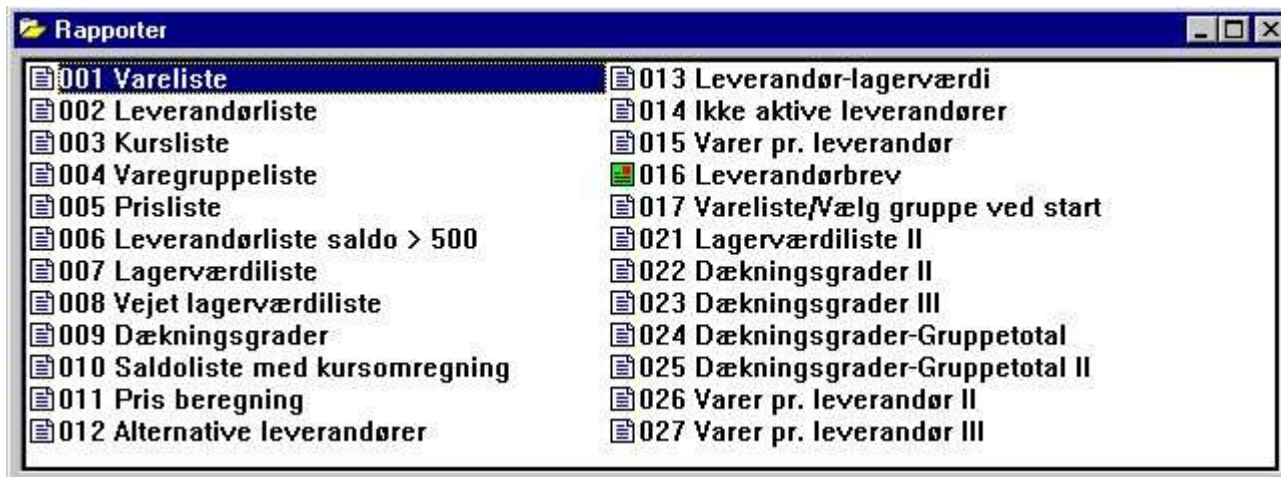 Rapporter
001 Vareliste
002 Leverandørliste
003 Kursliste
004 Varegruppeliste
005 Prisliste
006 Leverandørliste saldo > 500
007 Lagerværdiliste
008 Vejet lagerværdiliste
009 Dækningsgrader
010 Saldoliste med kursomregning
011 Pris beregning
012 Alternative leverandører
013 Leverandør-lagerværdi
014 Ikke aktive leverandører
015 Varer pr. leverandør
016 Leverandørbrev
017 Vareliste/Vælg gruppe ved start
021 Lagerværdiliste II
022 Dækningsgrader II
023 Dækningsgrader III
024 Dækningsgrader-Gruppetotal
025 Dækningsgrader-Gruppetotal II
026 Varer pr. leverandør II
027 Varer pr. leverandør III